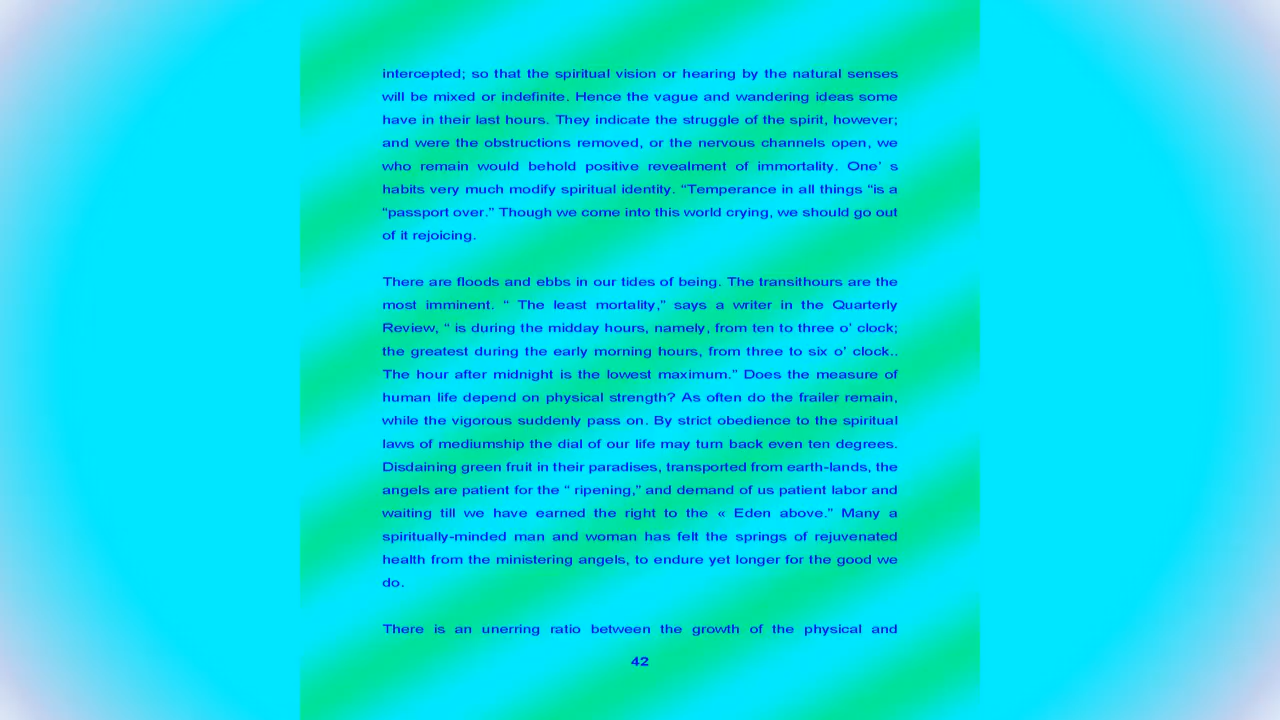 intercepted; so that the spiritual vision or hearing by the natural senses
will be mixed or indefinite. Hence the vague and wandering ideas some
have in their last hours. They indicate the struggle of the spirit, however;
and were the obstructions removed, or the nervous channels open, we
who remain would behold positive revealment of immortality. One’ s
habits very much modify spiritual identity. “Temperance in all things “is a
“passport over.” Though we come into this world crying, we should go out
of it rejoicing.
There are floods and ebbs in our tides of being. The transithours are the
most imminent. “ The least mortality,” says a writer in the Quarterly
Review, “ is during the midday hours, namely, from ten to three o’ clock;
the greatest during the early morning hours, from three to six o’ clock..
The hour after midnight is the lowest maximum.” Does the measure of
human life depend on physical strength? As often do the frailer remain,
while the vigorous suddenly pass on. By strict obedience to the spiritual
laws of mediumship the dial of our life may turn back even ten degrees.
Disdaining green fruit in their paradises, transported from earth-lands, the
angels are patient for the “ ripening,” and demand of us patient labor and
waiting till we have earned the right to the « Eden above.” Many a
spiritually-minded man and woman has felt the springs of rejuvenated
health from the ministering angels, to endure yet longer for the good we
do.
There is an unerring ratio between the growth of the physical and
42